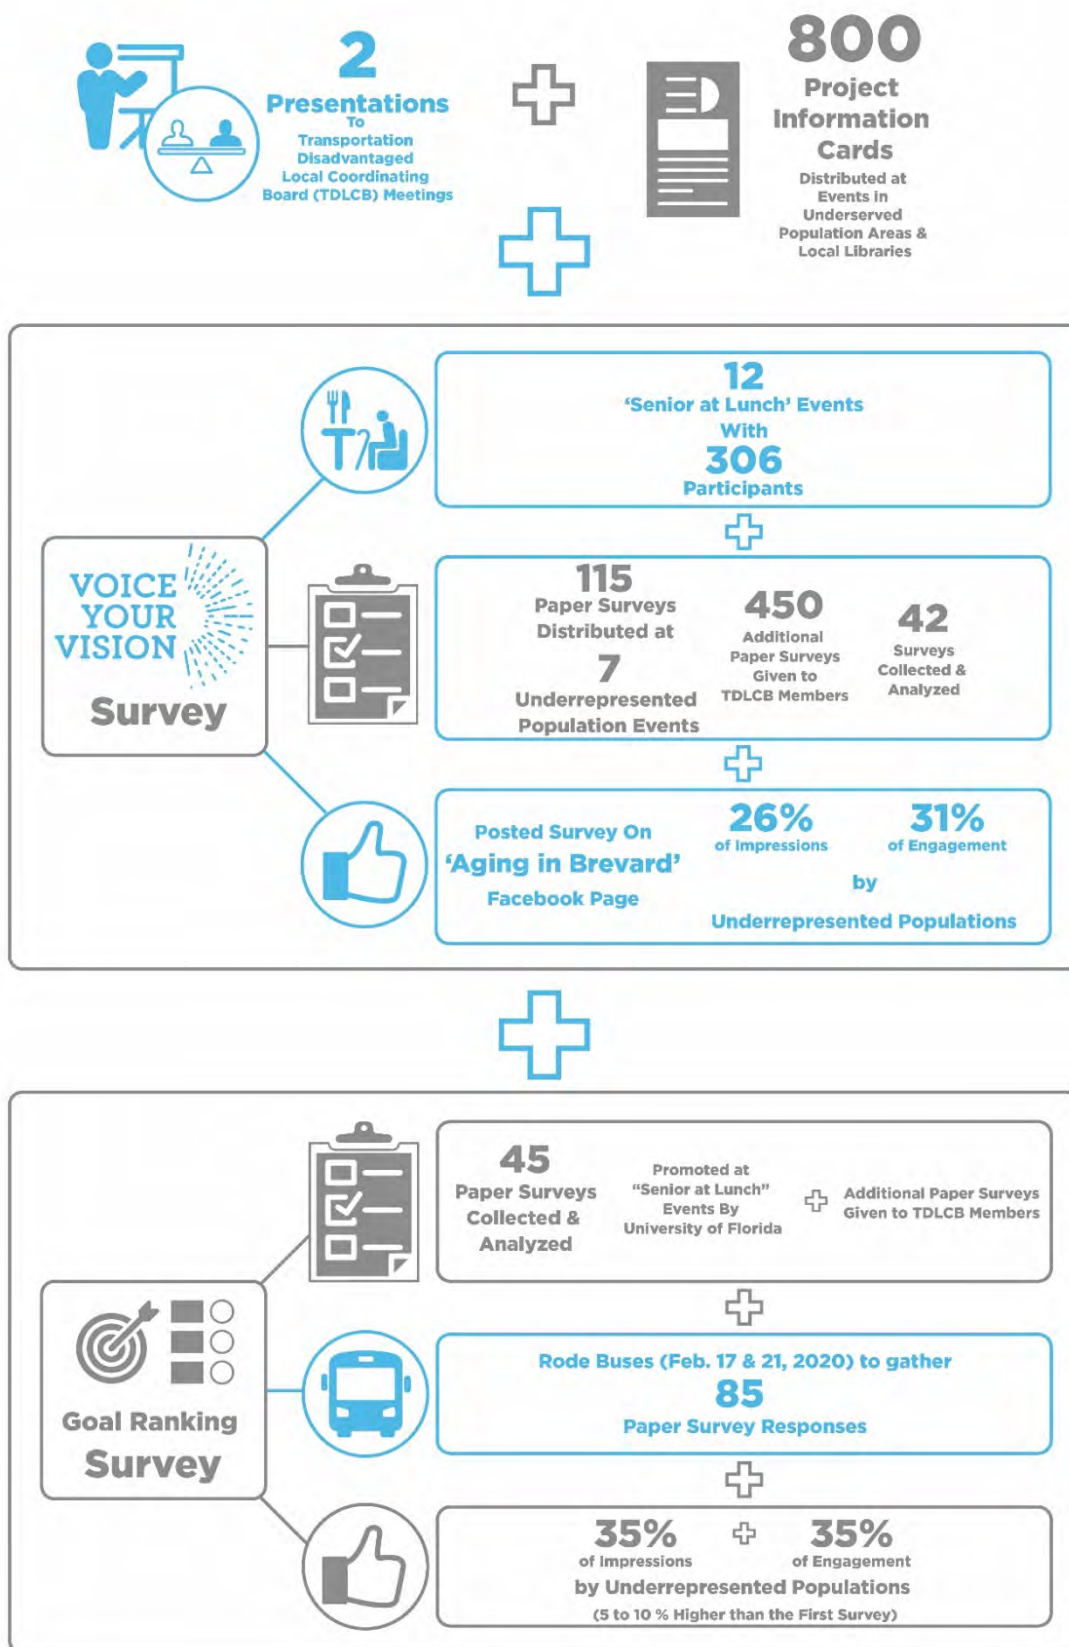 2
Presentations
To
Transportation
Disadvantaged
Local Coordinating
Board (TDLCB) Meetings
800
Project
Information
Cards
Distributed at
Events in
Underserved
Population Areas &
Local Libraries
VOICE
YOUR
VISION
Survey
12
‘Senior at Lunch’ Events
With
306
Participants
115
Paper Surveys
Distributed at
7
Underrepresented
Population Events
450
Additional
Paper Surveys
Given to
TDLCB Members
42
Surveys
Collected &
Analyzed
Posted Survey On
‘Aging in Brevard’
Facebook Page
26%
of Impressions
31%
of Engagement
by
Underrepresented Populations
Goal Ranking
Survey
45
Paper Surveys
Collected &
Analyzed
Promoted at
“Senior at Lunch”
Events By
University of Florida
Additional Paper Surveys
Given to TDLCB Members
Rode Buses (Feb. 17 & 21, 2020) to gather
85
Paper Survey Responses
35%
of Impressions
35%
of Engagement
by Underrepresented Populations
(5 to 10 % Higher than the First Survey)